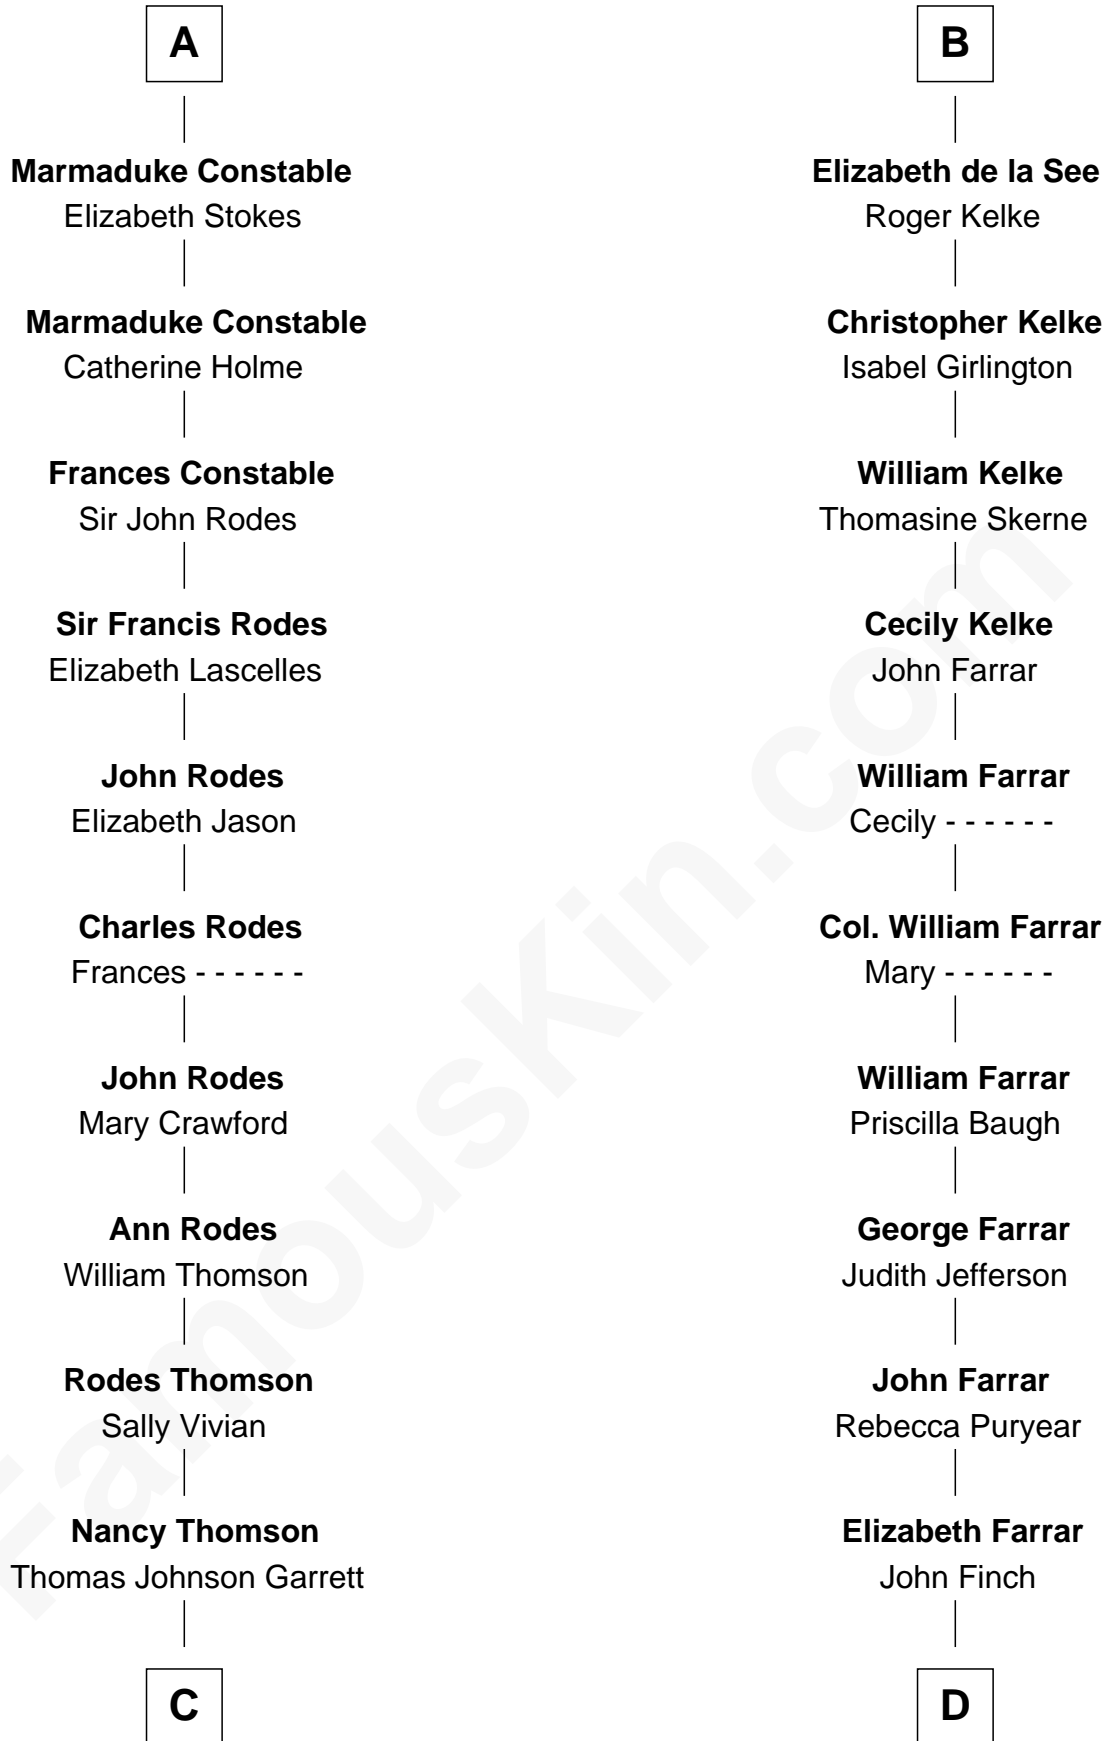 A
Marmaduke Constable
Elizabeth Stokes
Marmaduke Constable
Catherine Holme
Frances Constable
Sir John Rodes
Sir Francis Rodes
Elizabeth Lascelles
John Rodes
Elizabeth Jason
Charles Rodes
Frances - - - - - -
John Rodes
Mary Crawford
Ann Rodes
William Thomson
Rodes Thomson
Sally Vivian
Nancy Thomson
Thomas Johnson Garrett
C
B
Elizabeth de la See
Roger Kelke
Christopher Kelke
Isabel Girlington
William Kelke
Thomasine Skerne
Cecily Kelke
John Farrar
William Farrar
Cecily - - - - - -
Col. William Farrar
Mary - - - - - -
William Farrar
Priscilla Baugh
George Farrar
Judith Jefferson
John Farrar
Rebecca Puryear
Elizabeth Farrar
John Finch
D
FamousKin.com